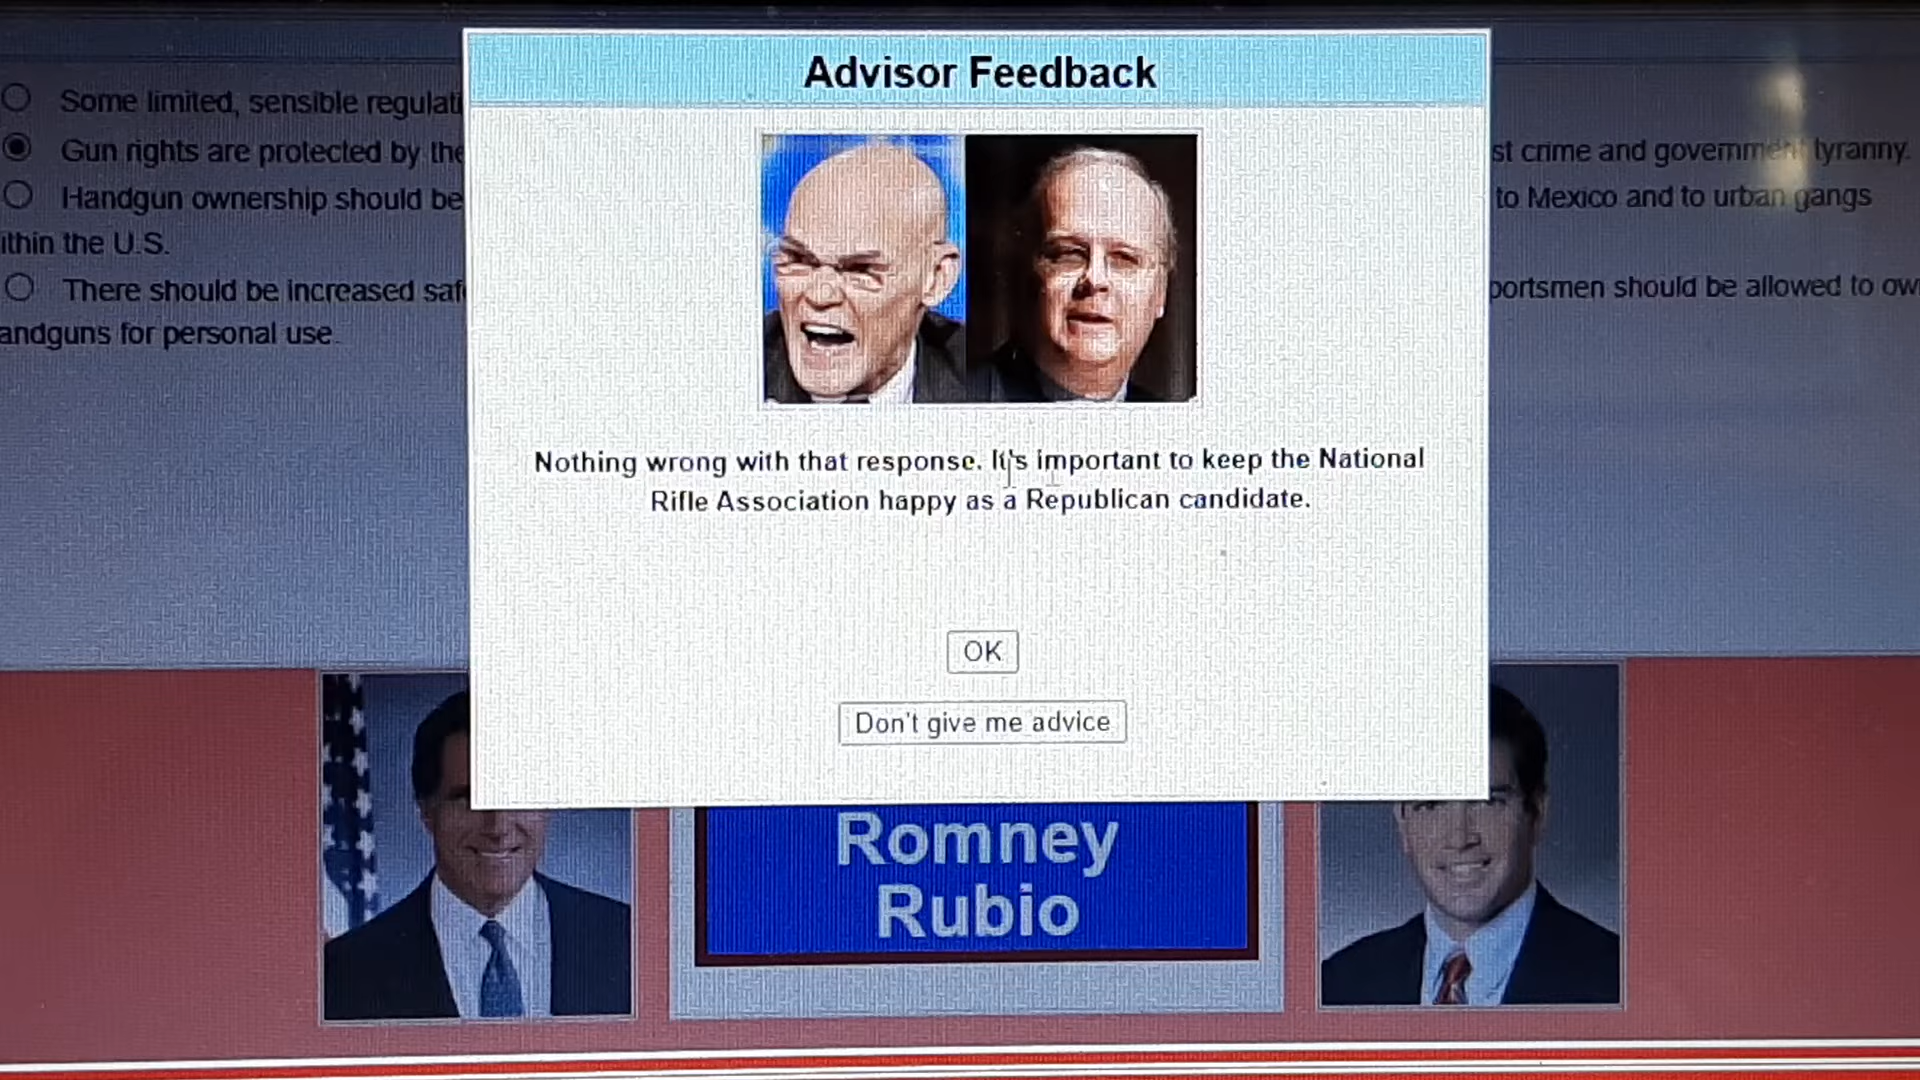 Advisor Feedback
Some limited, sensible regulati
Gun rights are protected by the
st crime and government tyranny.
Handgun ownership should be
to Mexico and to urban gangs
ithin the U.S.
There should be increased saf
portsmen should be allowed to ow
andguns for personal use.
Nothing wrong with that response. It's important to keep the National
Rifle Association happy as a Republican candidate.
OK
Don't give me advice
Romney
Rubio